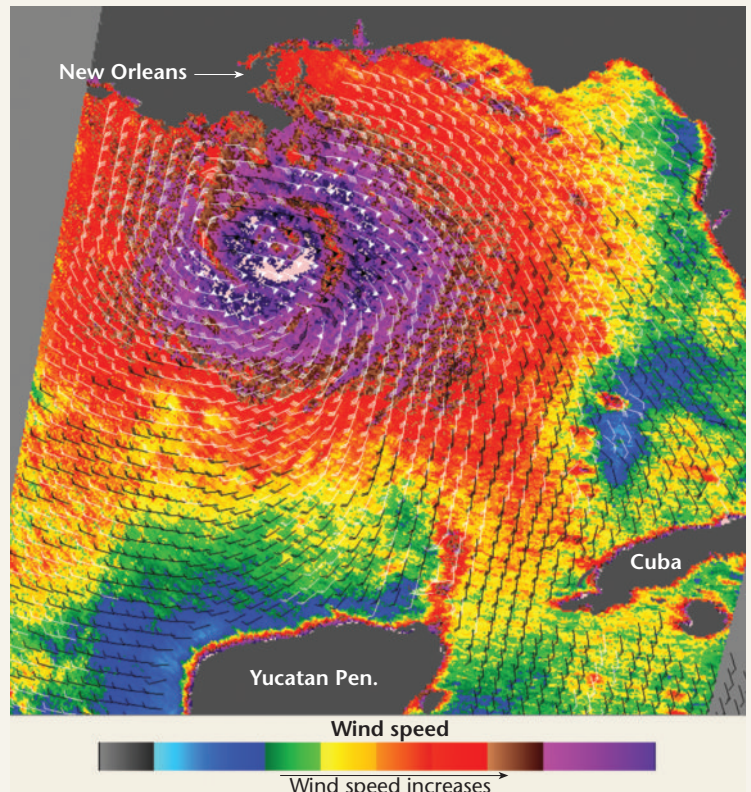 New Orleans
Cuba
Yucatan Pen.
Wind speed
Wind speed increases